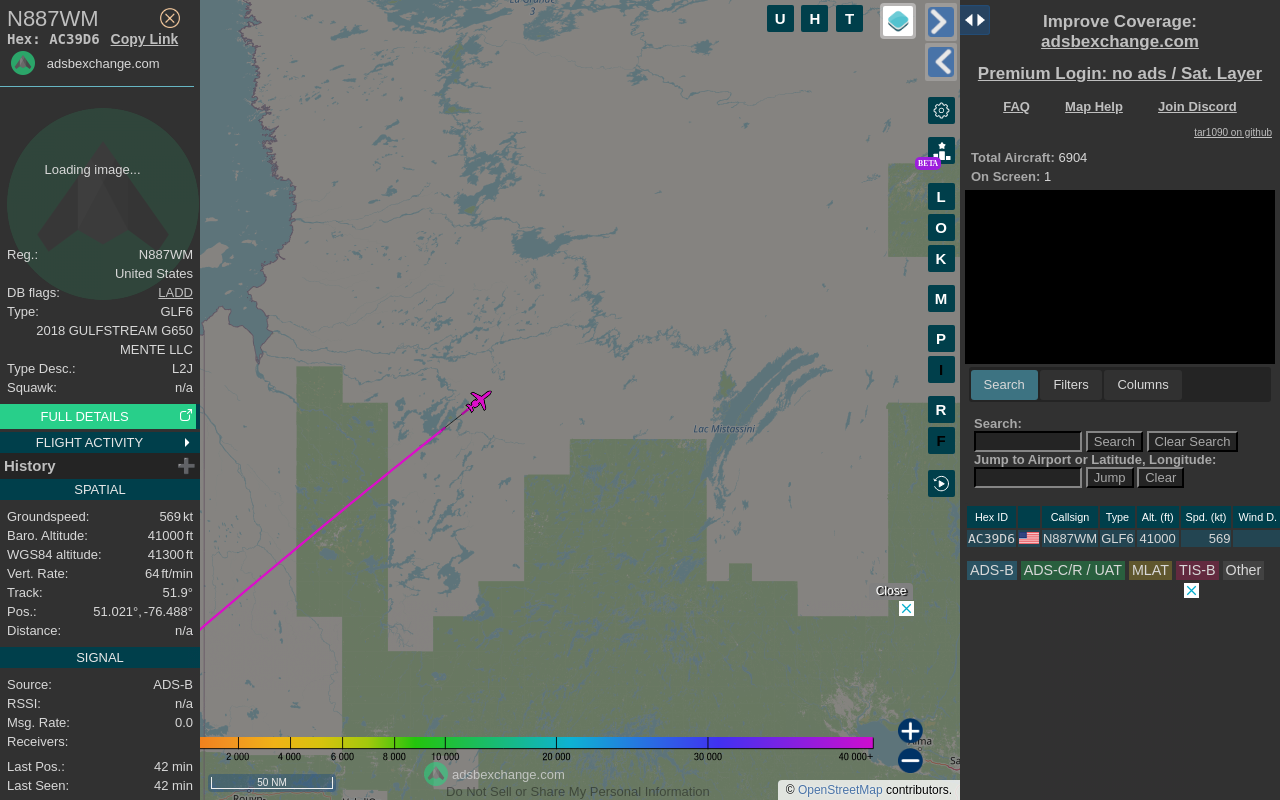 N887WM
Hex: AC39D6 Copy Link
adsbexchange.com
Loading image...
Reg.: N887WM
United States
DB flags: LADD
Type: GLF6
2018 GULFSTREAM G650
MENTE LLC
Type Desc.: L2J
Squawk: n/a
FULL DETAILS
FLIGHT ACTIVITY
History
SPATIAL
Groundspeed: 569 kt
Baro. Altitude: 41000 ft
WGS84 altitude: 41300 ft
Vert. Rate: 64 ft/min
Track: 51.9°
Pos.: 51.021°, -76.488°
Distance: n/a
SIGNAL
Source: ADS-B
RSSI: n/a
Msg. Rate: 0.0
Receivers:
Last Pos.: 42 min
Last Seen: 42 min
La Grande
3
U H T
BETA
L
O
K
M
P
I
R
F
Lac Mistassini
Close
Alma
2 000 4 000 6 000 8 000 10 000 20 000 30 000 40 000+
50 NM
adsbexchange.com
Do Not Sell or Share My Personal Information
© OpenStreetMap contributors.
Improve Coverage:
adsbexchange.com
Premium Login: no ads / Sat. Layer
FAQ Map Help Join Discord
tar1090 on github
Total Aircraft: 6904
On Screen: 1
Search Filters Columns
Search:
Search Clear Search
Jump to Airport or Latitude, Longitude:
Jump Clear
Hex ID Callsign Type Alt. (ft) Spd. (kt) Wind D.
AC39D6 N887WM GLF6 41000 569
ADS-B ADS-C/R / UAT MLAT TIS-B Other